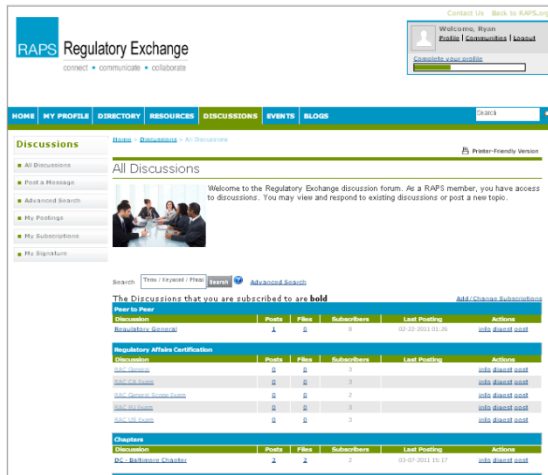 Contact Us Back to RAPS.org
RAPS Regulatory Exchange
connect • communicate • collaborate
Welcome, Ryan
Profile | Communities | Logout
Complete your profile
HOME MY PROFILE DIRECTORY RESOURCES DISCUSSIONS EVENTS BLOGS
Search
Discussions
All Discussions
Post a Message
Advanced Search
My Postings
My Subscriptions
My Signature
Home > Discussions > All Discussions
Printer-Friendly Version
All Discussions
Welcome to the Regulatory Exchange discussion forum. As a RAPS member, you have access
to discussions. You may view and respond to existing discussions or post a new topic.
Search Term / Keyword / Phrase Search Advanced Search
The Discussions that you are subscribed to are bold Add/Change Subscriptions
Peer to Peer
Discussion Posts Files Subscribers Last Posting Actions
Regulatory General 1 0 02-22-2011 01:26 info digest post
Regulatory Affairs Certification
Discussion Posts Files Subscribers Last Posting Actions
RAC General 0 0 3 info digest post
RAC CA Exam 0 0 3 info digest post
RAC General Scope Exam 0 0 2 info digest post
RAC EU Exam 0 0 3 info digest post
RAC US Exam 0 0 3 info digest post
Chapters
Discussion Posts Files Subscribers Last Posting Actions
DC - Baltimore Chapter 2 2 2 03-07-2011 15:17 info digest post